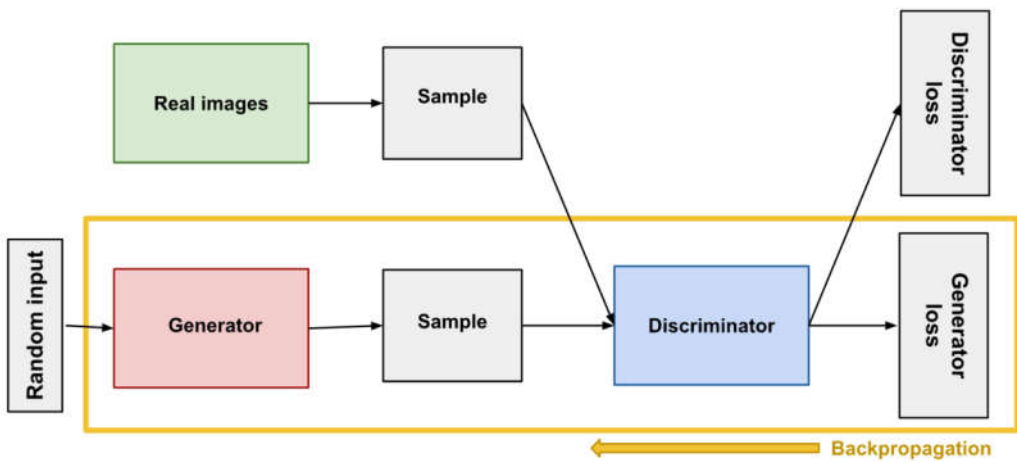 Real images
Sample
Discriminator
loss
Random input
Generator
Sample
Discriminator
Generator
loss
Backpropagation